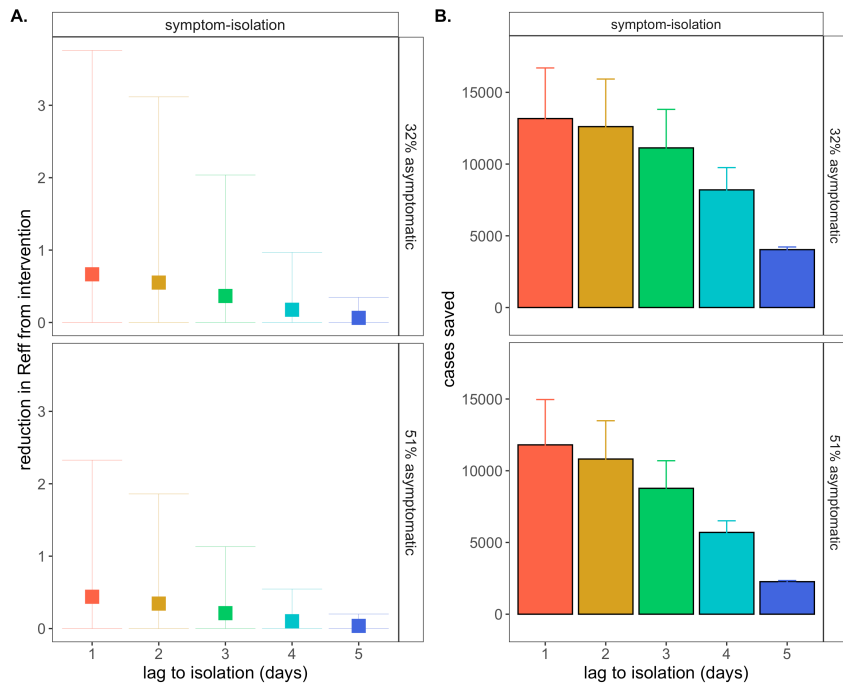 A.
symptom-isolation
3
2
1
0
32% asymptomatic
3
2
1
0
51% asymptomatic
reduction in Reff from intervention
1 2 3 4 5
lag to isolation (days)
B.
symptom-isolation
15000
10000
5000
0
32% asymptomatic
15000
10000
5000
0
51% asymptomatic
cases saved
1 2 3 4 5
lag to isolation (days)